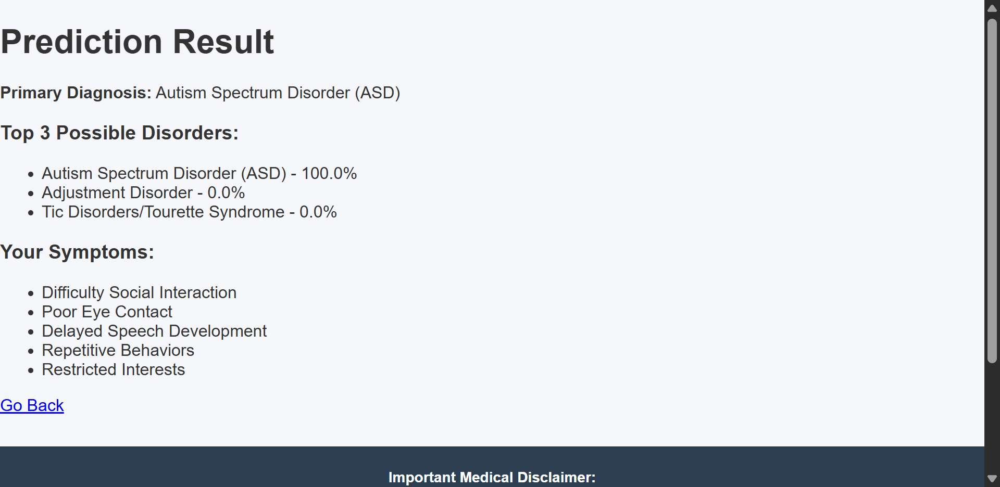 Prediction Result
Primary Diagnosis: Autism Spectrum Disorder (ASD)
Top 3 Possible Disorders:
Autism Spectrum Disorder (ASD) - 100.0%
Adjustment Disorder - 0.0%
Tic Disorders/Tourette Syndrome - 0.0%
Your Symptoms:
Difficulty Social Interaction
Poor Eye Contact
Delayed Speech Development
Repetitive Behaviors
Restricted Interests
Go Back
Important Medical Disclaimer: